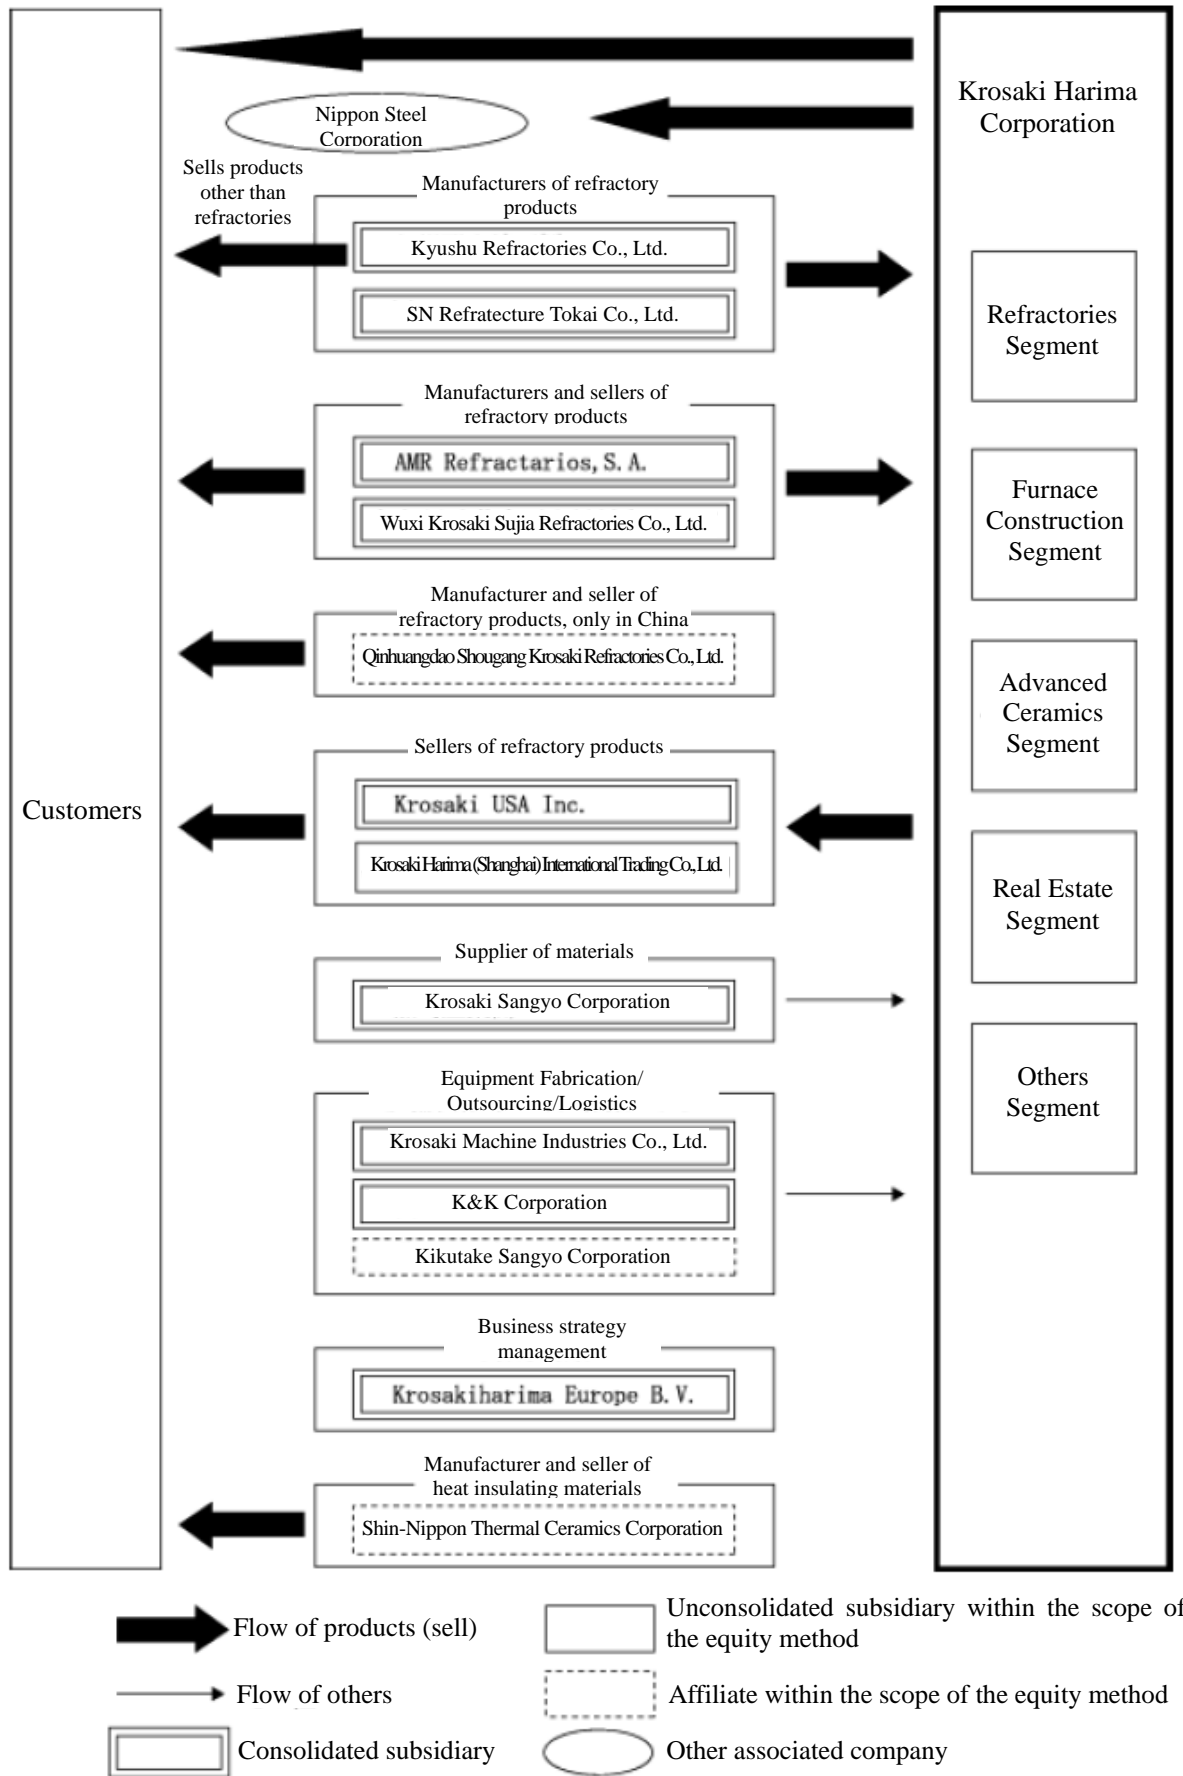 Krosaki Harima
Corporation
Nippon Steel
Corporation
Sells products
other than
refractories
Manufacturers of refractory
products
Kyushu Refractories Co., Ltd.
SN Refratecture Tokai Co., Ltd.
Refractories
Segment
Manufacturers and sellers of
refractory products
AMR Refractarios, S. A.
Wuxi Krosaki Sujia Refractories Co., Ltd.
Furnace
Construction
Segment
Manufacturer and seller of
refractory products, only in China
Qinhuangdao Shougang Krosaki Refractories Co., Ltd.
Advanced
Ceramics
Segment
Customers
Sellers of refractory products
Krosaki USA Inc.
Krosaki Harima (Shanghai) International Trading Co., Ltd.
Real Estate
Segment
Supplier of materials
Krosaki Sangyo Corporation
Others
Segment
Equipment Fabrication/
Outsourcing/Logistics
Krosaki Machine Industries Co., Ltd.
K&K Corporation
Kikutake Sangyo Corporation
Business strategy
management
Krosakiharima Europe B. V.
Manufacturer and seller of
heat insulating materials
Shin-Nippon Thermal Ceramics Corporation
Flow of products (sell)
Unconsolidated subsidiary within the scope of
the equity method
Flow of others
Affiliate within the scope of the equity method
Consolidated subsidiary
Other associated company